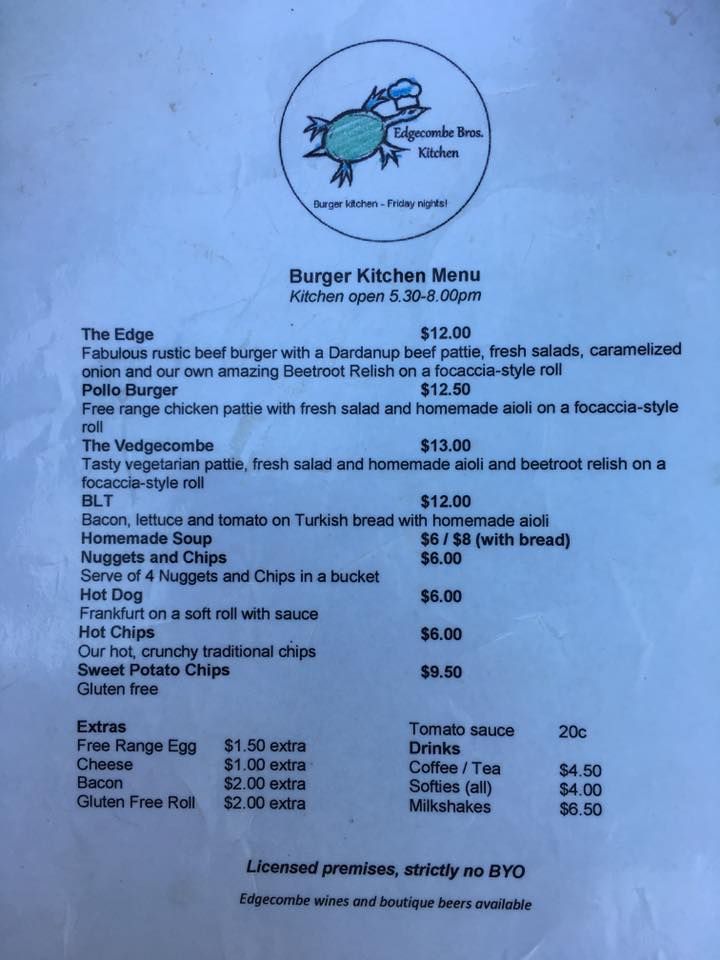 Edgecombe Bros.
Kitchen
Burger kitchen - Friday nights!
Burger Kitchen Menu
Kitchen open 5.30-8.00pm
The Edge $12.00
Fabulous rustic beef burger with a Dardanup beef pattie, fresh salads, caramelized
onion and our own amazing Beetroot Relish on a focaccia-style roll
Pollo Burger $12.50
Free range chicken pattie with fresh salad and homemade aioli on a focaccia-style
roll
The Vedgecombe $13.00
Tasty vegetarian pattie, fresh salad and homemade aioli and beetroot relish on a
focaccia-style roll
BLT $12.00
Bacon, lettuce and tomato on Turkish bread with homemade aioli
Homemade Soup $6 / $8 (with bread)
Nuggets and Chips $6.00
Serve of 4 Nuggets and Chips in a bucket
Hot Dog $6.00
Frankfurt on a soft roll with sauce
Hot Chips $6.00
Our hot, crunchy traditional chips
Sweet Potato Chips $9.50
Gluten free
Extras
Free Range Egg $1.50 extra
Cheese $1.00 extra
Bacon $2.00 extra
Gluten Free Roll $2.00 extra
Tomato sauce 20c
Drinks
Coffee / Tea $4.50
Softies (all) $4.00
Milkshakes $6.50
Licensed premises, strictly no BYO
Edgecombe wines and boutique beers available